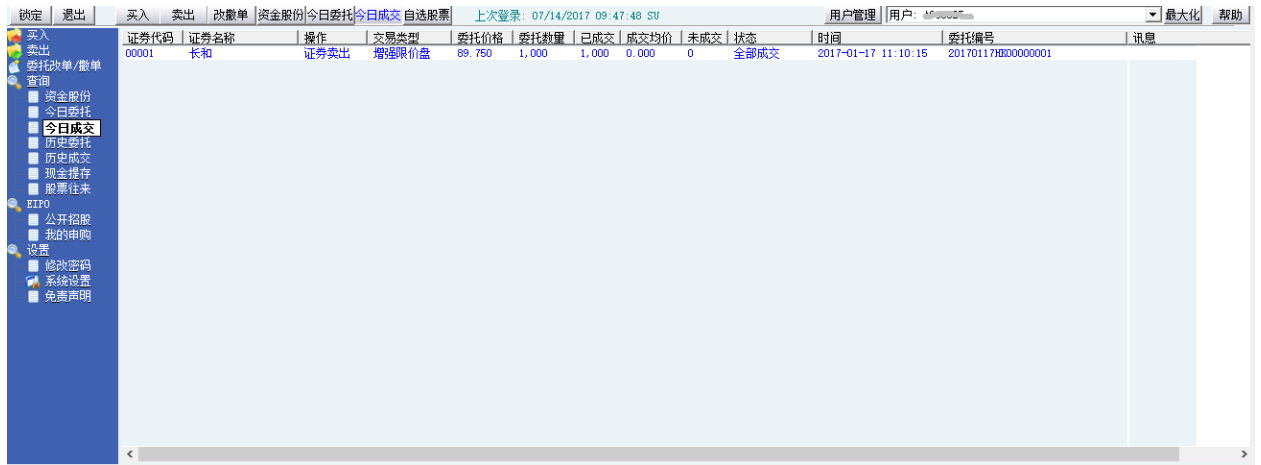 锁定 退出 买入 卖出 改撤单 资金股份 今日委托 今日成交 自选股票 上次登录: 07/14/2017 09:47:48 SU 用户管理 用户: 最大化 帮助
买入
卖出
委托改单/撤单
查询
资金股份
今日委托
今日成交
历史委托
历史成交
现金提存
股票往来
EIPO
公开招股
我的申购
设置
修改密码
系统设置
免责声明
证券代码 证券名称 操作 交易类型 委托价格 委托数量 已成交 成交均价 未成交 状态 时间 委托编号 讯息
00001 长和 证券卖出 增强限价盘 89.750 1,000 1,000 0.000 0 全部成交 2017-01-17 11:10:15 20170117HK00000001